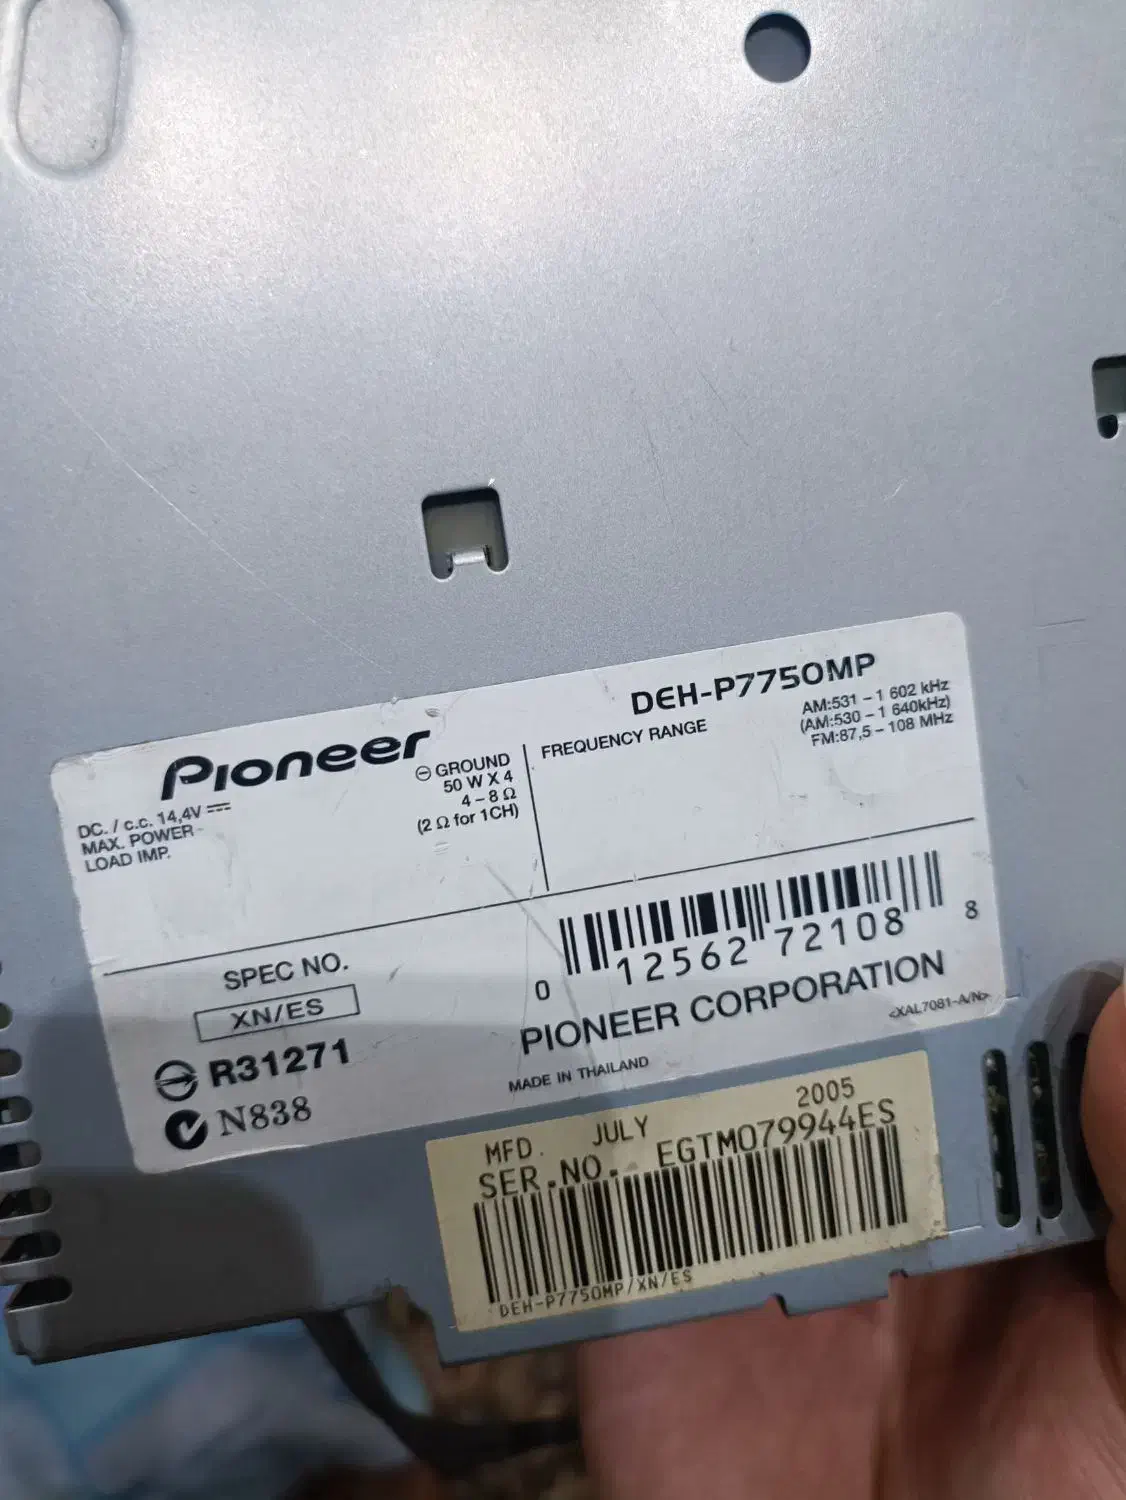 Pioneer
DEH-P7750MP
DC. / c.c. 14,4V ⎓ ⊖ GROUND
MAX. POWER 50 W X 4
LOAD IMP. 4 – 8 Ω
(2 Ω for 1CH)
FREQUENCY RANGE AM:531 – 1 602 kHz
(AM:530 – 1 640kHz)
FM:87,5 – 108 MHz
SPEC NO.
XN/ES
R31271
N838
0 12562 72108 8
PIONEER CORPORATION
MADE IN THAILAND
<XAL7081-A/N>
MFD. JULY 2005
SER.NO. EGTM079944ES
DEH-P7750MP/XN/ES